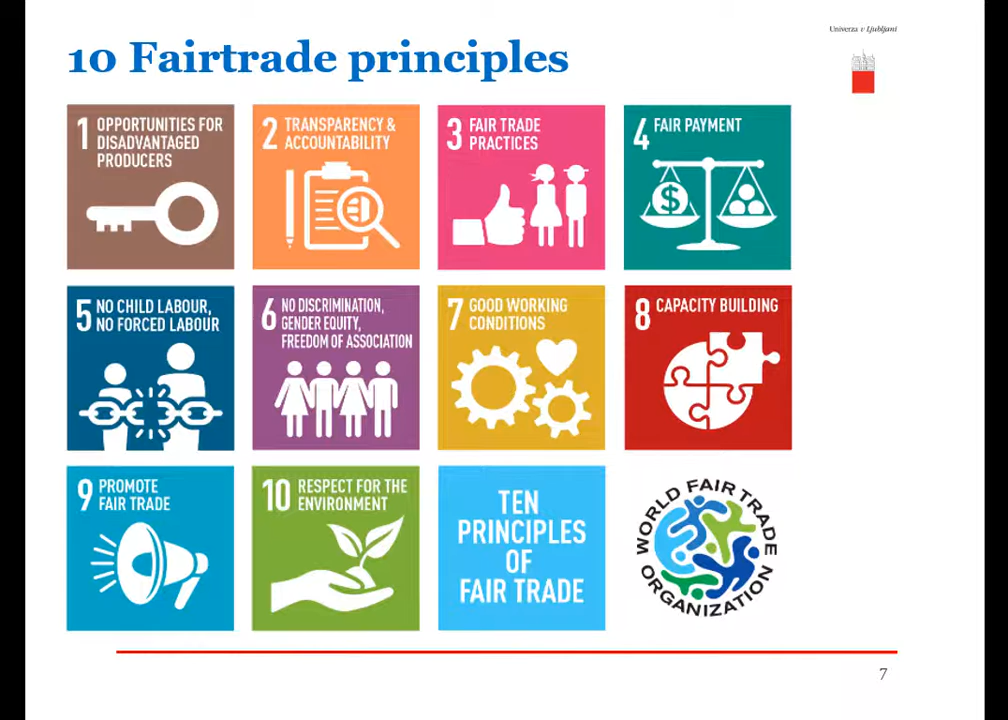 10 Fairtrade principles
Univerza v Ljubljani
1 OPPORTUNITIES FOR
DISADVANTAGED
PRODUCERS
2 TRANSPARENCY &
ACCOUNTABILITY
3 FAIR TRADE
PRACTICES
4 FAIR PAYMENT
$
5 NO CHILD LABOUR,
NO FORCED LABOUR
6 NO DISCRIMINATION,
GENDER EQUITY,
FREEDOM OF ASSOCIATION
7 GOOD WORKING
CONDITIONS
8 CAPACITY BUILDING
9 PROMOTE
FAIR TRADE
10 RESPECT FOR THE
ENVIRONMENT
TEN
PRINCIPLES
OF
FAIR TRADE
WORLD FAIR TRADE
ORGANIZATION
7